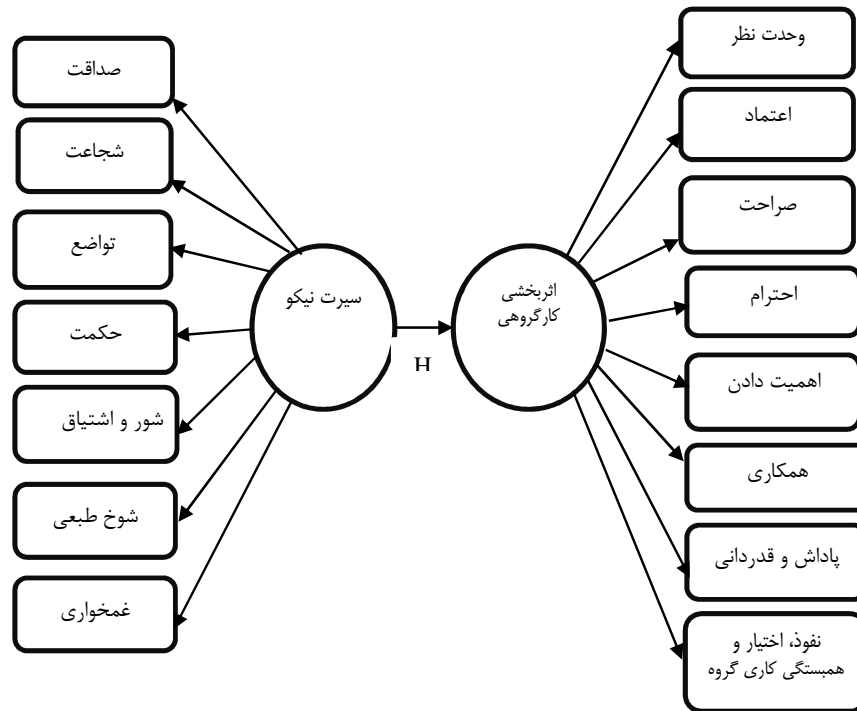 وحدت نظر
اعتماد
صراحت
احترام
اهمیت دادن
همکاری
پاداش و قدردانی
نفوذ، اختیار و
همبستگی کاری گروه
اثربخشی
کارگروهی
H
سیرت نیکو
صداقت
شجاعت
تواضع
حکمت
شور و اشتیاق
شوخ طبعی
غمخواری